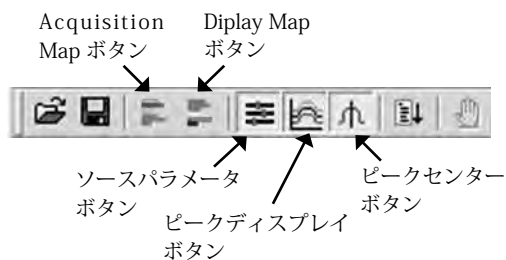 Acquisition
Map ボタン
Diplay Map
ボタン
ソースパラメータ
ボタン
ピークディスプレイ
ボタン
ピークセンター
ボタン